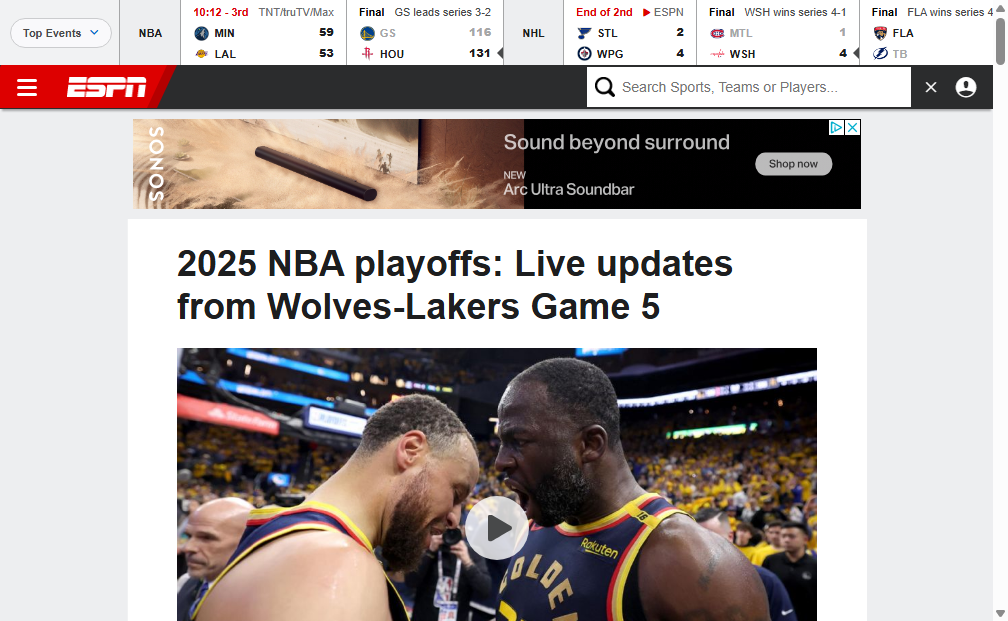 Top Events
NBA
10:12 - 3rd TNT/truTV/Max
MIN 59
LAL 53
Final GS leads series 3-2
GS 116
HOU 131
NHL
End of 2nd ESPN
STL 2
WPG 4
Final WSH wins series 4-1
MTL 1
WSH 4
Final FLA wins series 4
FLA
TB
ESPN
Search Sports, Teams or Players...
SONOS
Sound beyond surround
NEW
Arc Ultra Soundbar
Shop now
2025 NBA playoffs: Live updates
from Wolves-Lakers Game 5
State Farm
Rakuten
GOLDEN